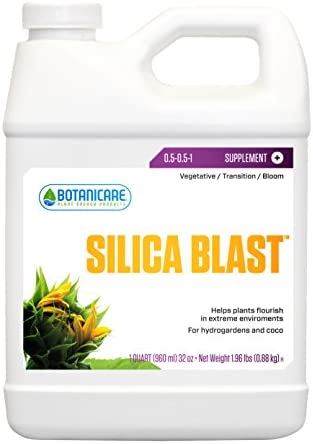 0.5-0.5-1 SUPPLEMENT +
Vegetative / Transition / Bloom
BOTANICARE
PLANT ENERGY PRODUCTS
SILICA BLAST™
Helps plants flourish
in extreme enviroments
For hydrogardens and coco
1 QUART (960 ml) 32 oz • Net Weight 1.96 lbs (0.88 kg)